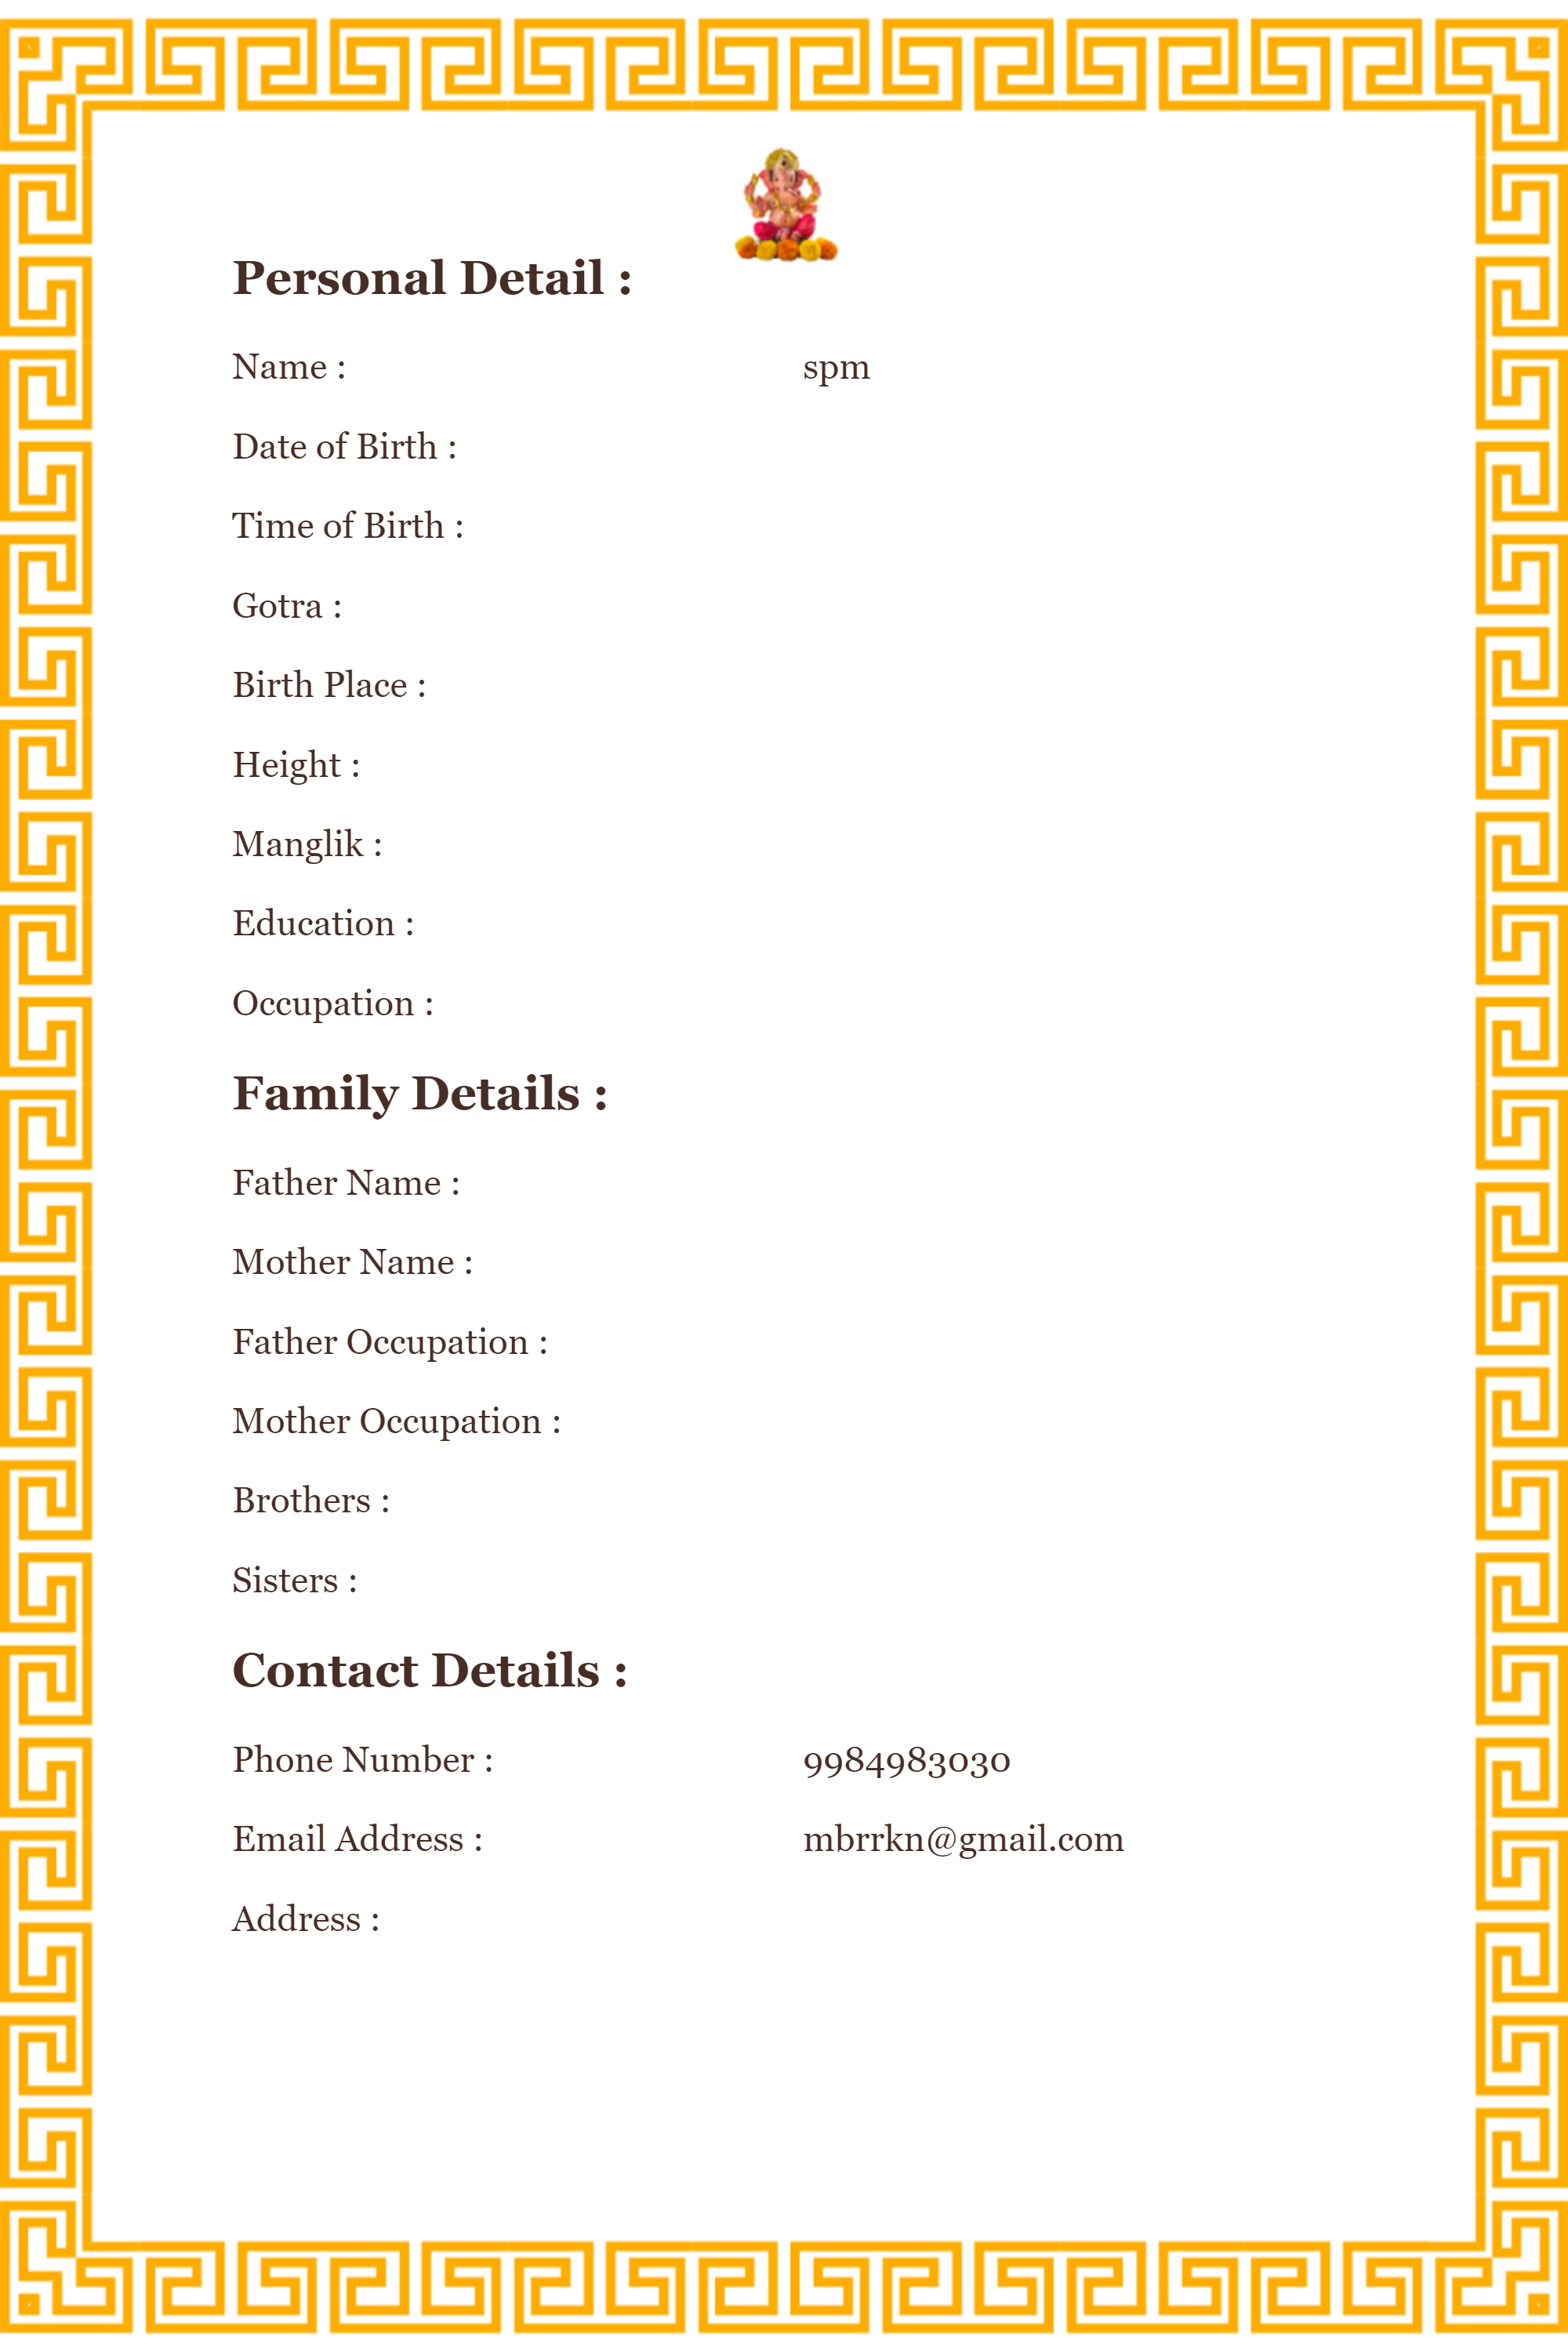 Personal Detail :
Name : spm
Date of Birth :
Time of Birth :
Gotra :
Birth Place :
Height :
Manglik :
Education :
Occupation :
Family Details :
Father Name :
Mother Name :
Father Occupation :
Mother Occupation :
Brothers :
Sisters :
Contact Details :
Phone Number : 9984983030
Email Address : mbrrkn@gmail.com
Address :